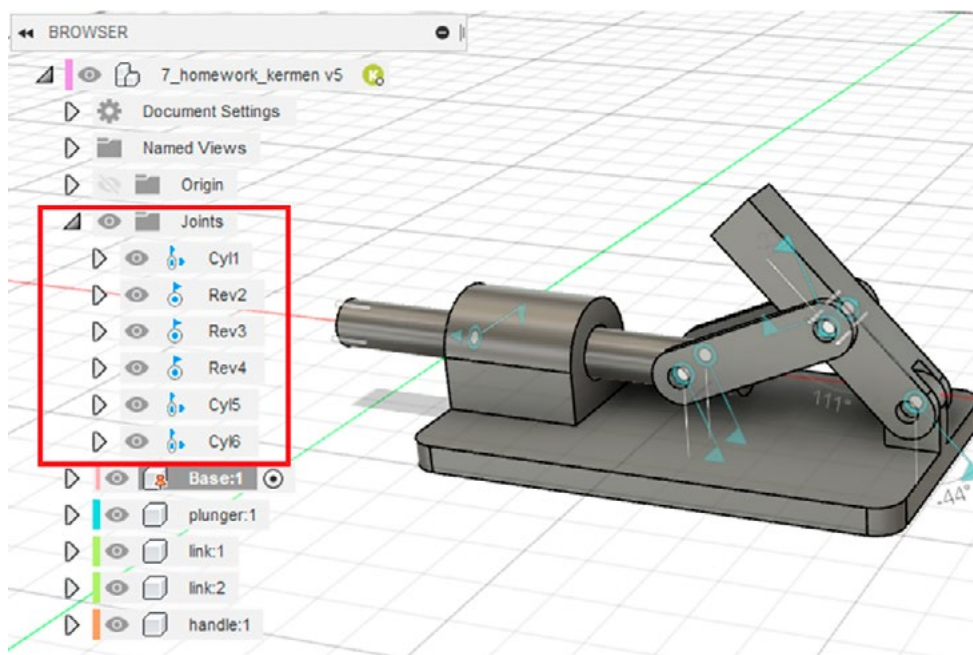 BROWSER
7_homework_kermen v5
K
Document Settings
Named Views
Origin
Joints
Cyl1
Rev2
Rev3
Rev4
Cyl5
Cyl6
Base:1
plunger:1
link:1
link:2
handle:1
111°
-44°